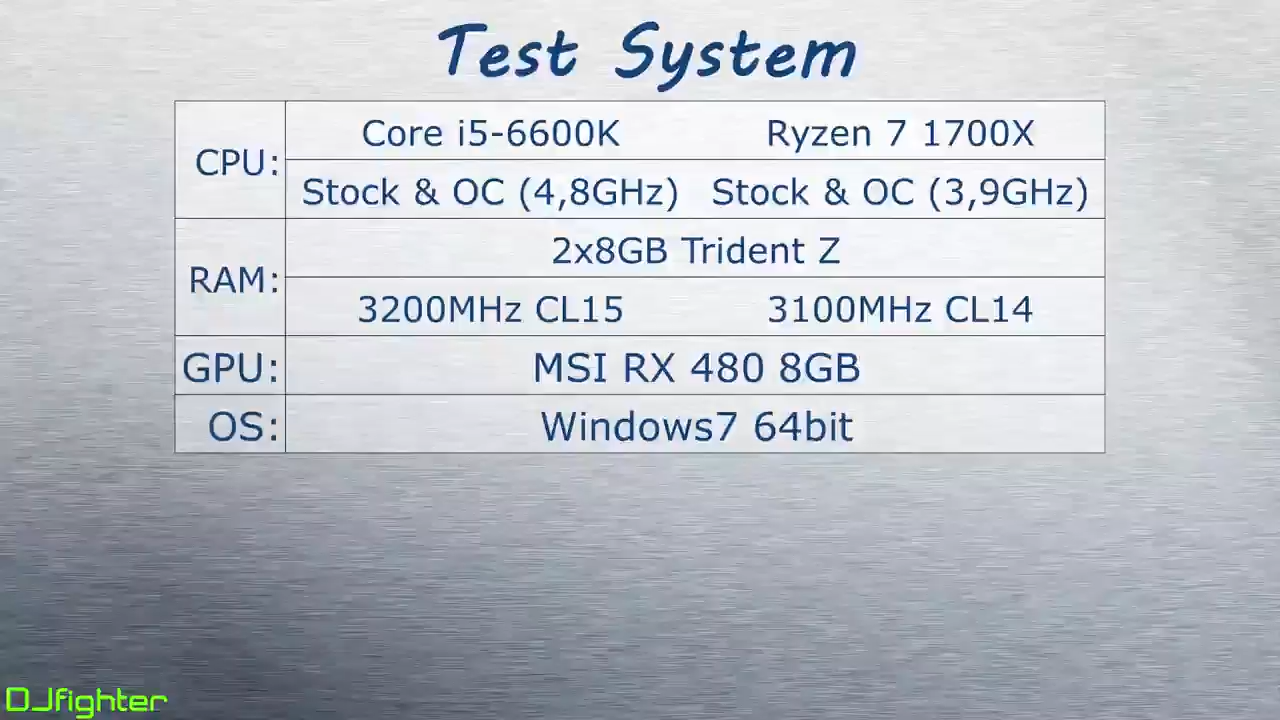 Test System
CPU: Core i5-6600K Ryzen 7 1700X
Stock & OC (4,8GHz) Stock & OC (3,9GHz)
RAM: 2x8GB Trident Z
3200MHz CL15 3100MHz CL14
GPU: MSI RX 480 8GB
OS: Windows7 64bit
DJfighter